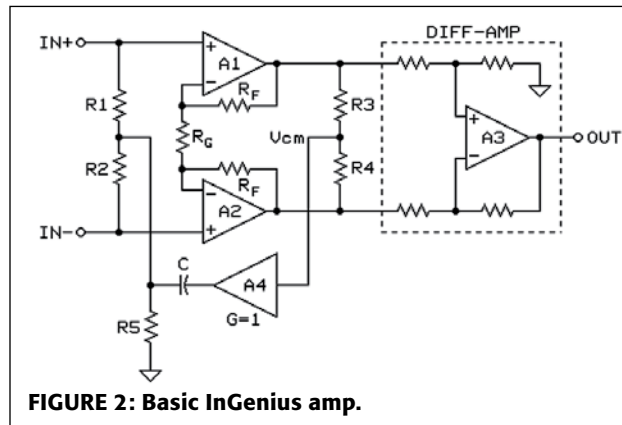 DIFF-AMP
IN+
A1
R1
RF
R3
RG
Vcm
A3
OUT
R2
RF
R4
A2
IN-
C
A4
R5
G=1
FIGURE 2: Basic InGenius amp.